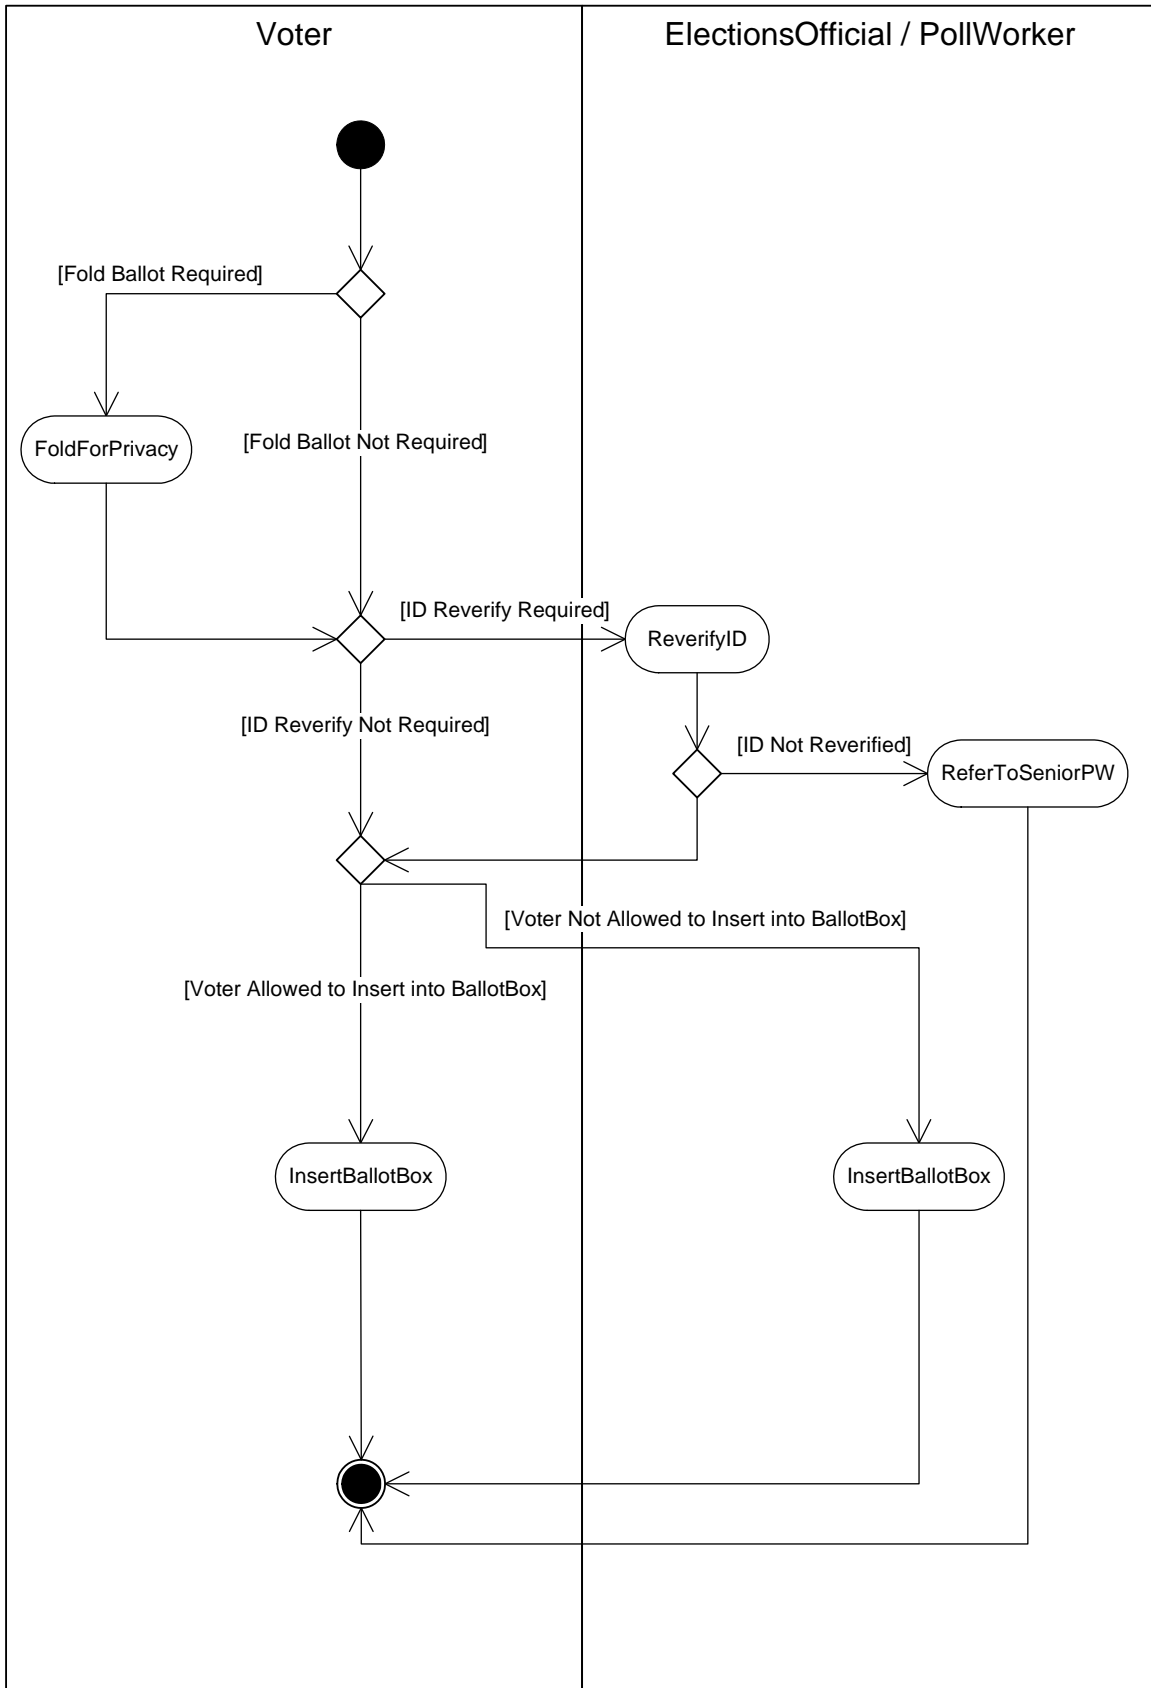 Voter
ElectionsOfficial / PollWorker
[Fold Ballot Required]
FoldForPrivacy
[Fold Ballot Not Required]
[ID Reverify Required]
ReverifyID
[ID Reverify Not Required]
[ID Not Reverified]
ReferToSeniorPW
[Voter Not Allowed to Insert into BallotBox]
[Voter Allowed to Insert into BallotBox]
InsertBallotBox
InsertBallotBox